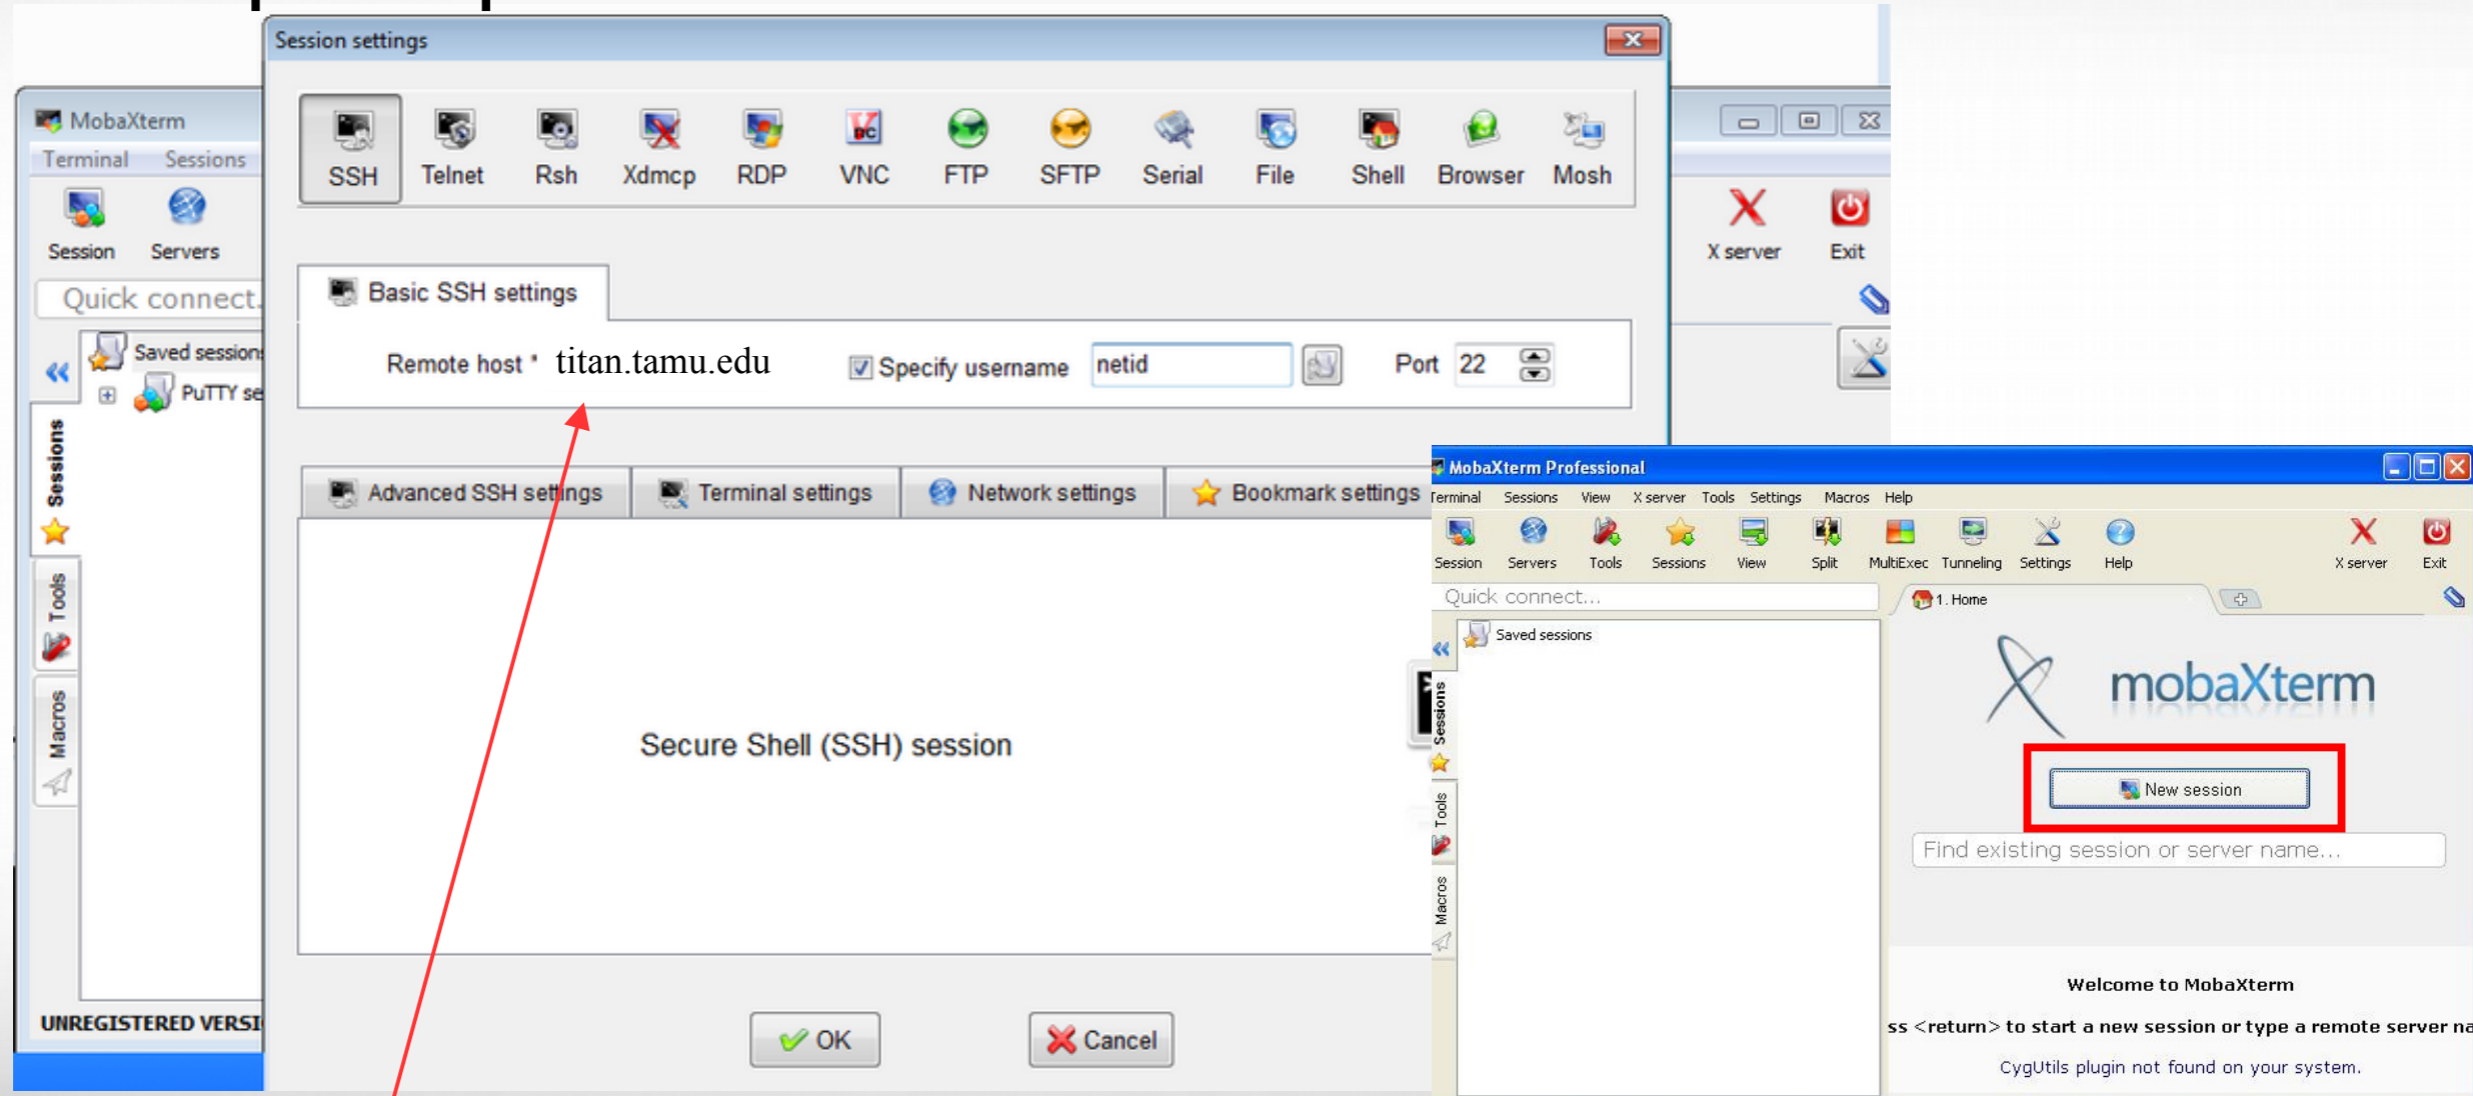 Session settings
MobaXterm
Terminal Sessions
Session Servers
Quick connect.
Saved sessions
PuTTY se
Sessions
Tools
Macros
UNREGISTERED VERSI
SSH Telnet Rsh Xdmcp RDP VNC FTP SFTP Serial File Shell Browser Mosh
X server Exit
Basic SSH settings
Remote host * titan.tamu.edu Specify username netid Port 22
Advanced SSH settings Terminal settings Network settings Bookmark settings
Secure Shell (SSH) session
OK Cancel
MobaXterm Professional
Terminal Sessions View X server Tools Settings Macros Help
Session Servers Tools Sessions View Split MultiExec Tunneling Settings Help X server Exit
Quick connect...
1. Home
Saved sessions
Sessions
Tools
Macros
mobaXterm
New session
Find existing session or server name...
Welcome to MobaXterm
ss <return> to start a new session or type a remote server na
CygUtils plugin not found on your system.